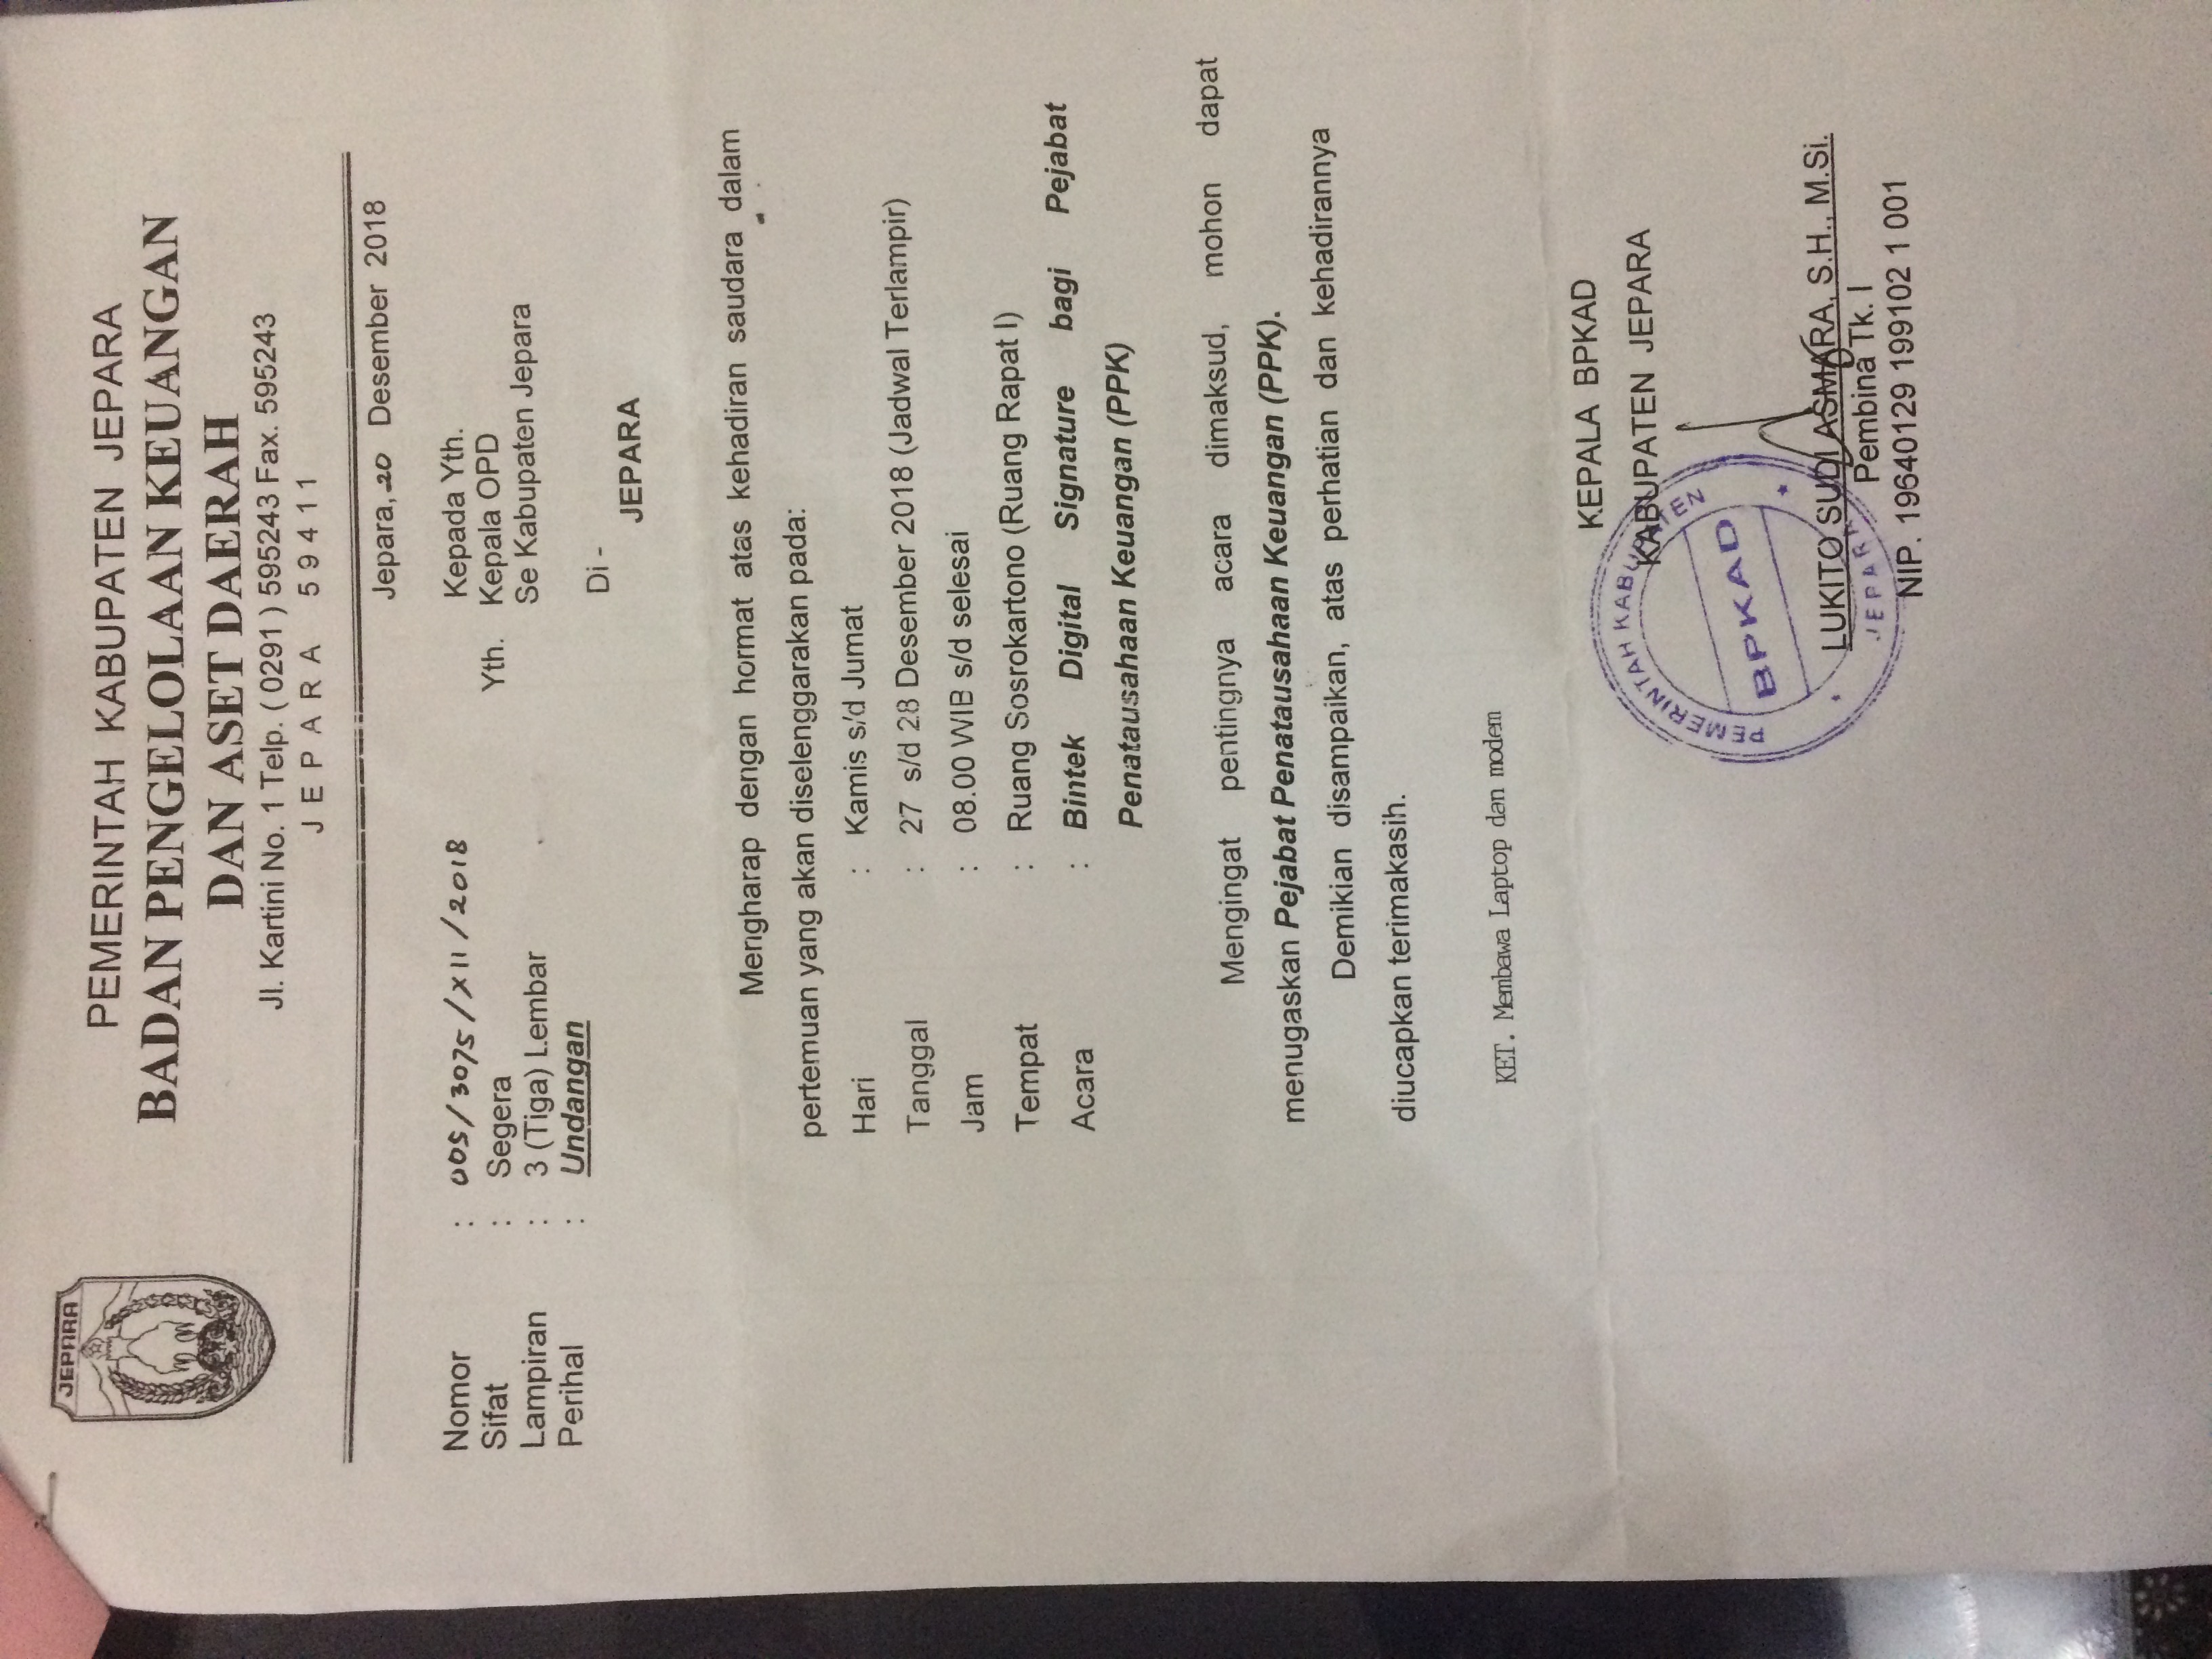 JEPARA
PEMERINTAH KABUPATEN JEPARA
BADAN PENGELOLAAN KEUANGAN
DAN ASET DAERAH
Jl. Kartini No. 1 Telp. ( 0291 ) 595243 Fax. 595243
JEPARA 59411
Jepara, 20 Desember 2018
Nomor : 005/3075/XII/2018
Sifat : Segera
Lampiran : 3 (Tiga) Lembar
Perihal : Undangan
Kepada Yth.
Yth. Kepala OPD
Se Kabupaten Jepara
Di -
JEPARA
Mengharap dengan hormat atas kehadiran saudara dalam
pertemuan yang akan diselenggarakan pada:
Hari : Kamis s/d Jumat
Tanggal : 27 s/d 28 Desember 2018 (Jadwal Terlampir)
Jam : 08.00 WIB s/d selesai
Tempat : Ruang Sosrokartono (Ruang Rapat I)
Acara : Bintek Digital Signature bagi Pejabat
Penatausahaan Keuangan (PPK)
Mengingat pentingnya acara dimaksud, mohon dapat
menugaskan Pejabat Penatausahaan Keuangan (PPK).
Demikian disampaikan, atas perhatian dan kehadirannya
diucapkan terimakasih.
KET. Membawa Laptop dan modem
KEPALA BPKAD
KABUPATEN JEPARA
PEMERINTAH KABUPATEN
BPKAD
JEPARA
LUKITO SUDI ASMARA, S.H., M.Si.
Pembina Tk. I
NIP. 19640129 199102 1 001